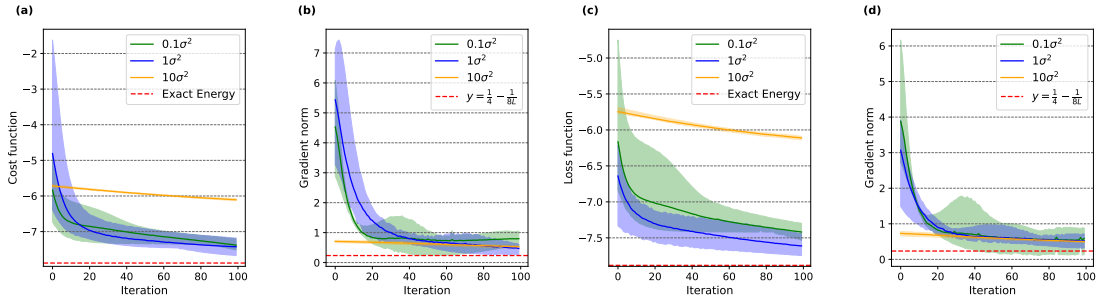 (a)
Cost function
−2
−3
−4
−5
−6
−7
0 20 40 60 80 100
Iteration
0.1σ²
1σ²
10σ²
Exact Energy
(b)
Gradient norm
7
6
5
4
3
2
1
0
0 20 40 60 80 100
Iteration
0.1σ²
1σ²
10σ²
y = 1/4 − 1/8L
(c)
Loss function
−5.0
−5.5
−6.0
−6.5
−7.0
−7.5
0 20 40 60 80 100
Iteration
0.1σ²
1σ²
10σ²
Exact Energy
(d)
Gradient norm
6
5
4
3
2
1
0
0 20 40 60 80 100
Iteration
0.1σ²
1σ²
10σ²
y = 1/4 − 1/8L